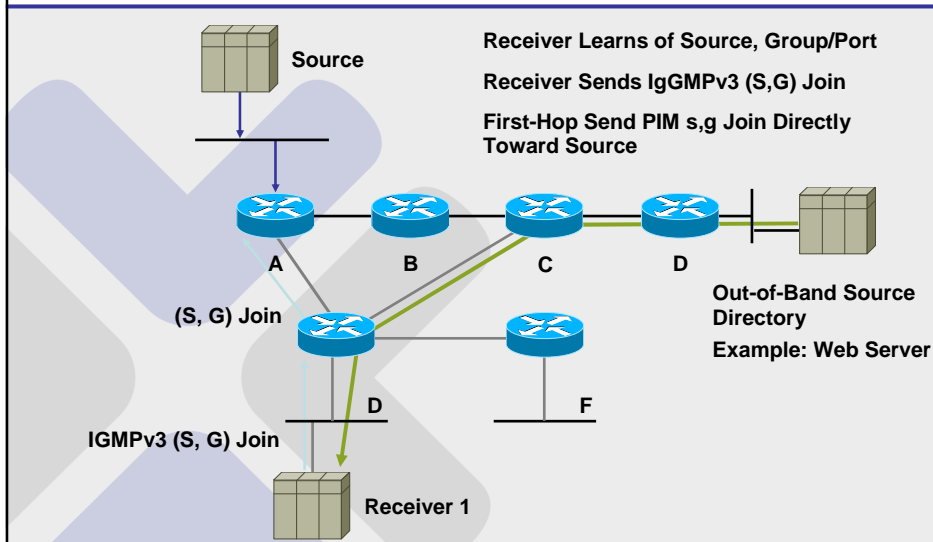 Source
Receiver Learns of Source, Group/Port
Receiver Sends IgGMPv3 (S,G) Join
First-Hop Send PIM s,g Join Directly
Toward Source
A
B
C
D
Out-of-Band Source
Directory
Example: Web Server
(S, G) Join
D
F
IGMPv3 (S, G) Join
Receiver 1